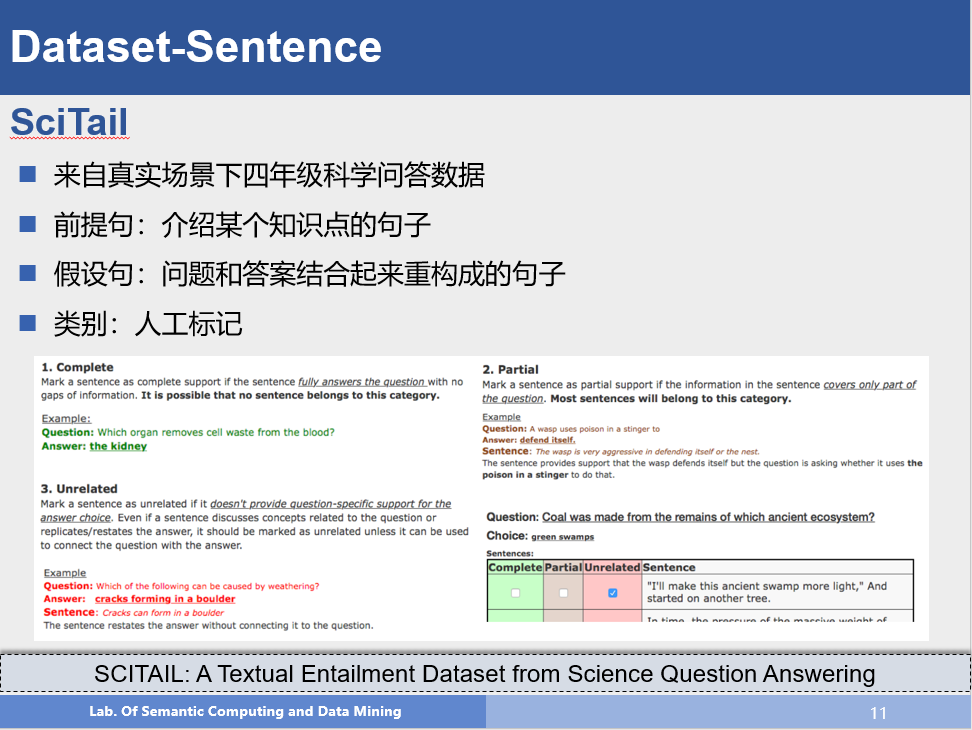 Dataset-Sentence
SciTail
来自真实场景下四年级科学问答数据
前提句：介绍某个知识点的句子
假设句：问题和答案结合起来重构成的句子
类别：人工标记
1. Complete
Mark a sentence as complete support if the sentence fully answers the question with no
gaps of information. It is possible that no sentence belongs to this category.
Example:
Question: Which organ removes cell waste from the blood?
Answer: the kidney
3. Unrelated
Mark a sentence as unrelated if it doesn't provide question-specific support for the
answer choice. Even if a sentence discusses concepts related to the question or
replicates/restates the answer, it should be marked as unrelated unless it can be used
to connect the question with the answer.
Example
Question: Which of the following can be caused by weathering?
Answer: cracks forming in a boulder
Sentence: Cracks can form in a boulder
The sentence restates the answer without connecting it to the question.
2. Partial
Mark a sentence as partial support if the information in the sentence covers only part of
the question. Most sentences will belong to this category.
Example
Question: A wasp uses poison in a stinger to
Answer: defend itself.
Sentence: The wasp is very aggressive in defending itself or the nest.
The sentence provides support that the wasp defends itself but the question is asking whether it uses the
poison in a stinger to do that.
Question: Coal was made from the remains of which ancient ecosystem?
Choice: green swamps
Sentences:
Complete Partial Unrelated Sentence
"I'll make this ancient swamp more light," And
started on another tree.
In time, the pressure of the massive weight of
SCITAIL: A Textual Entailment Dataset from Science Question Answering
Lab. Of Semantic Computing and Data Mining
11